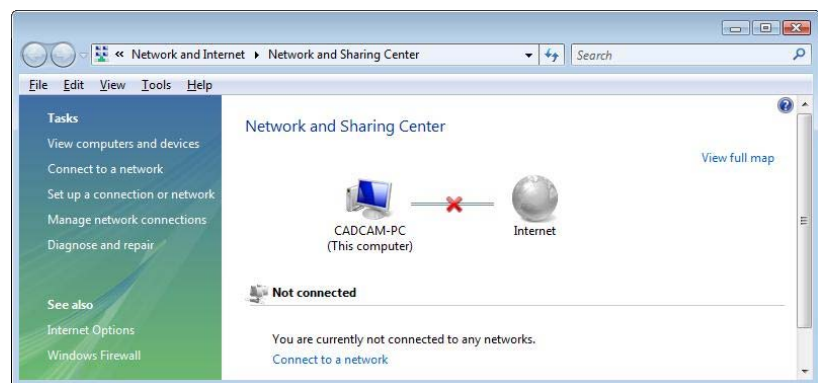 « Network and Internet ▸ Network and Sharing Center
Search
File Edit View Tools Help
Tasks
View computers and devices
Connect to a network
Set up a connection or network
Manage network connections
Diagnose and repair
See also
Internet Options
Windows Firewall
Network and Sharing Center
View full map
CADCAM-PC
(This computer)
Internet
Not connected
You are currently not connected to any networks.
Connect to a network